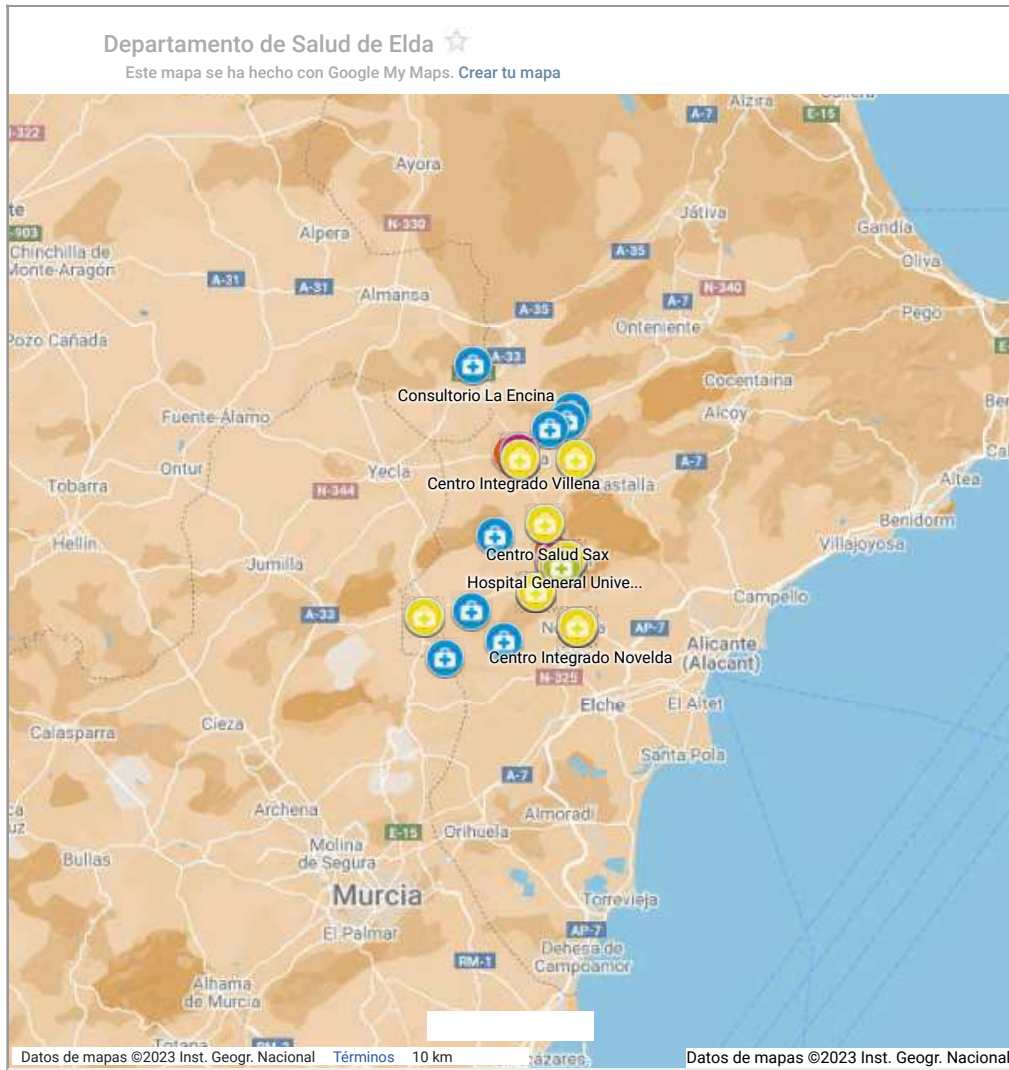 Departamento de Salud de Elda
Este mapa se ha hecho con Google My Maps. Crear tu mapa
Alzira
A-7
E-15
Ayora
te
Játiva
N-330
Gandía
Alpera
Chinchilla de
Monte-Aragón
A-35
Oliva
A-31
A-31
Almansa
A-7
N-340
A-35
Pego
Onteniente
Pozo Cañada
A-33
Cocentaina
Consultorio La Encina
Alcoy
Fuente-Álamo
Ontur
Yecla
A-7
Tobarra
Centro Integrado Villena
astalla
Altea
N-344
Benidorm
Hellín
Villajoyosa
Centro Salud Sax
Jumilla
Hospital General Unive...
Campello
A-33
AP-7
Alicante
(Alacant)
Centro Integrado Novelda
N-325
Elche
El Altet
Cieza
Calasparra
Santa Pola
A-7
Archena
Almoradí
E-15
Orihuela
Molina
de Segura
Bullas
Murcia
Torrevieja
El Palmar
AP-7
Dehesa de
Campoamor
RM-1
Alhama
de Murcia
Totana
Datos de mapas ©2023 Inst. Geogr. Nacional Términos 10 km
cázares
Datos de mapas ©2023 Inst. Geogr. Nacional